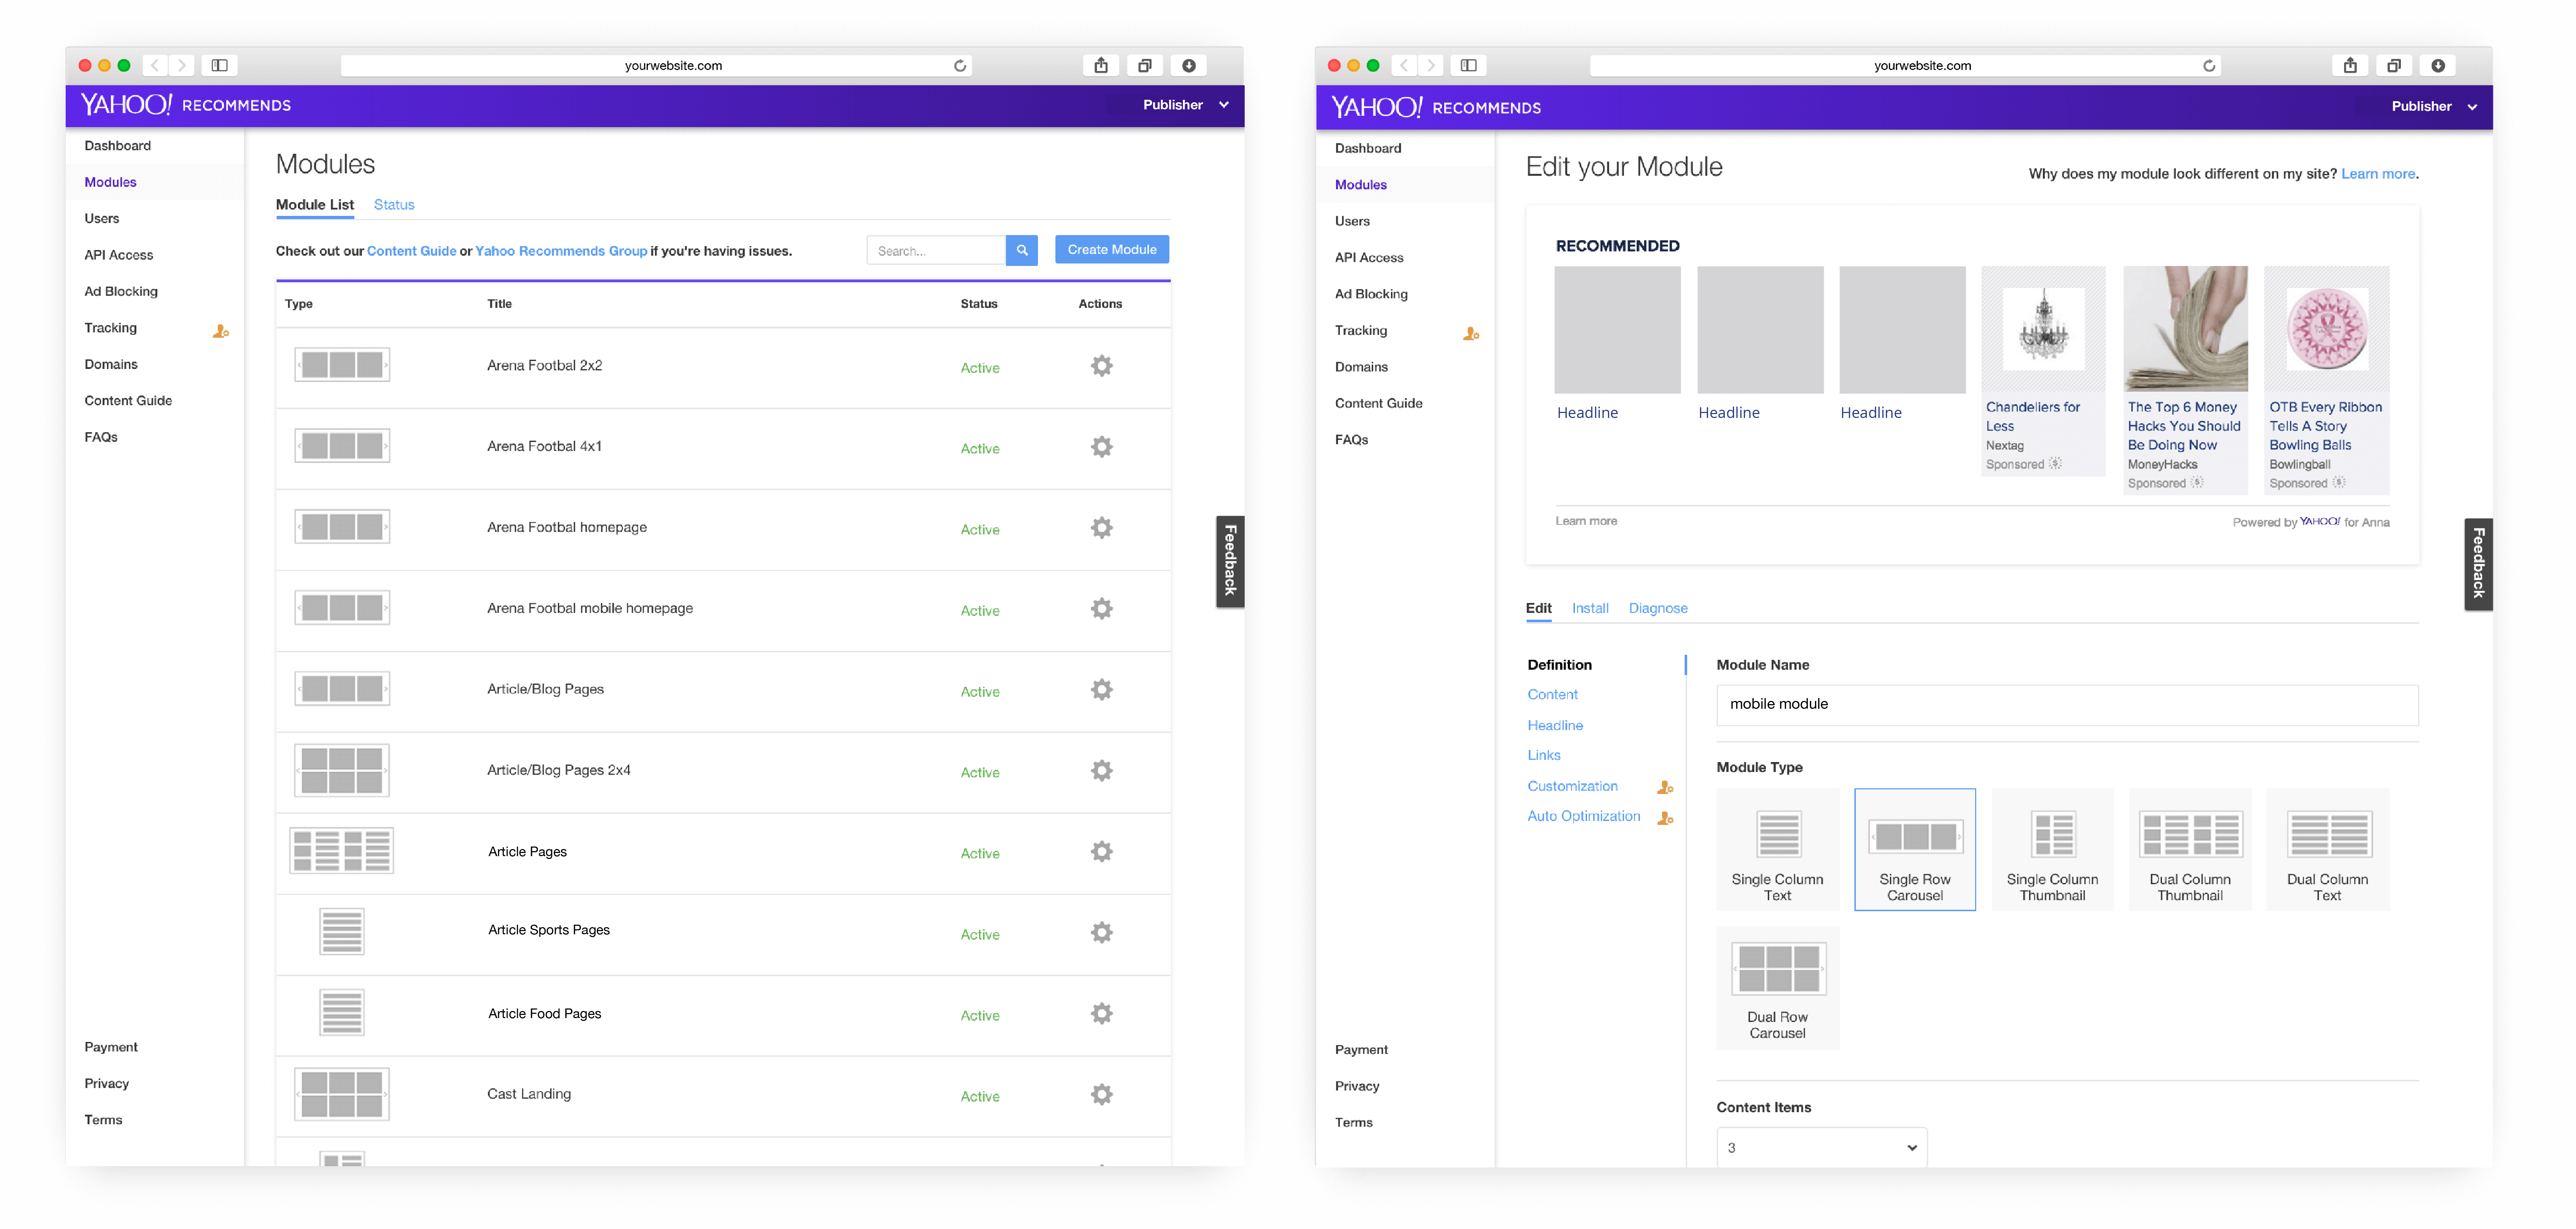 yourwebsite.com
YAHOO! RECOMMENDS
Publisher
Dashboard
Modules
Users
API Access
Ad Blocking
Tracking
Domains
Content Guide
FAQs
Payment
Privacy
Terms
Modules
Module List Status
Check out our Content Guide or Yahoo Recommends Group if you're having issues.
Search...
Create Module
Type Title Status Actions
Arena Footbal 2x2 Active
Arena Footbal 4x1 Active
Arena Footbal homepage Active
Arena Footbal mobile homepage Active
Article/Blog Pages Active
Article/Blog Pages 2x4 Active
Article Pages Active
Article Sports Pages Active
Article Food Pages Active
Cast Landing Active
Feedback
yourwebsite.com
YAHOO! RECOMMENDS
Publisher
Dashboard
Modules
Users
API Access
Ad Blocking
Tracking
Domains
Content Guide
FAQs
Payment
Privacy
Terms
Edit your Module
Why does my module look different on my site? Learn more.
RECOMMENDED
Headline
Headline
Headline
Chandeliers for
Less
Nextag
Sponsored
The Top 6 Money
Hacks You Should
Be Doing Now
MoneyHacks
Sponsored
OTB Every Ribbon
Tells A Story
Bowling Balls
Bowlingball
Sponsored
Learn more
Powered by YAHOO! for Anna
Feedback
Edit Install Diagnose
Definition
Content
Headline
Links
Customization
Auto Optimization
Module Name
mobile module
Module Type
Single Column
Text
Single Row
Carousel
Single Column
Thumbnail
Dual Column
Thumbnail
Dual Column
Text
Dual Row
Carousel
Content Items
3